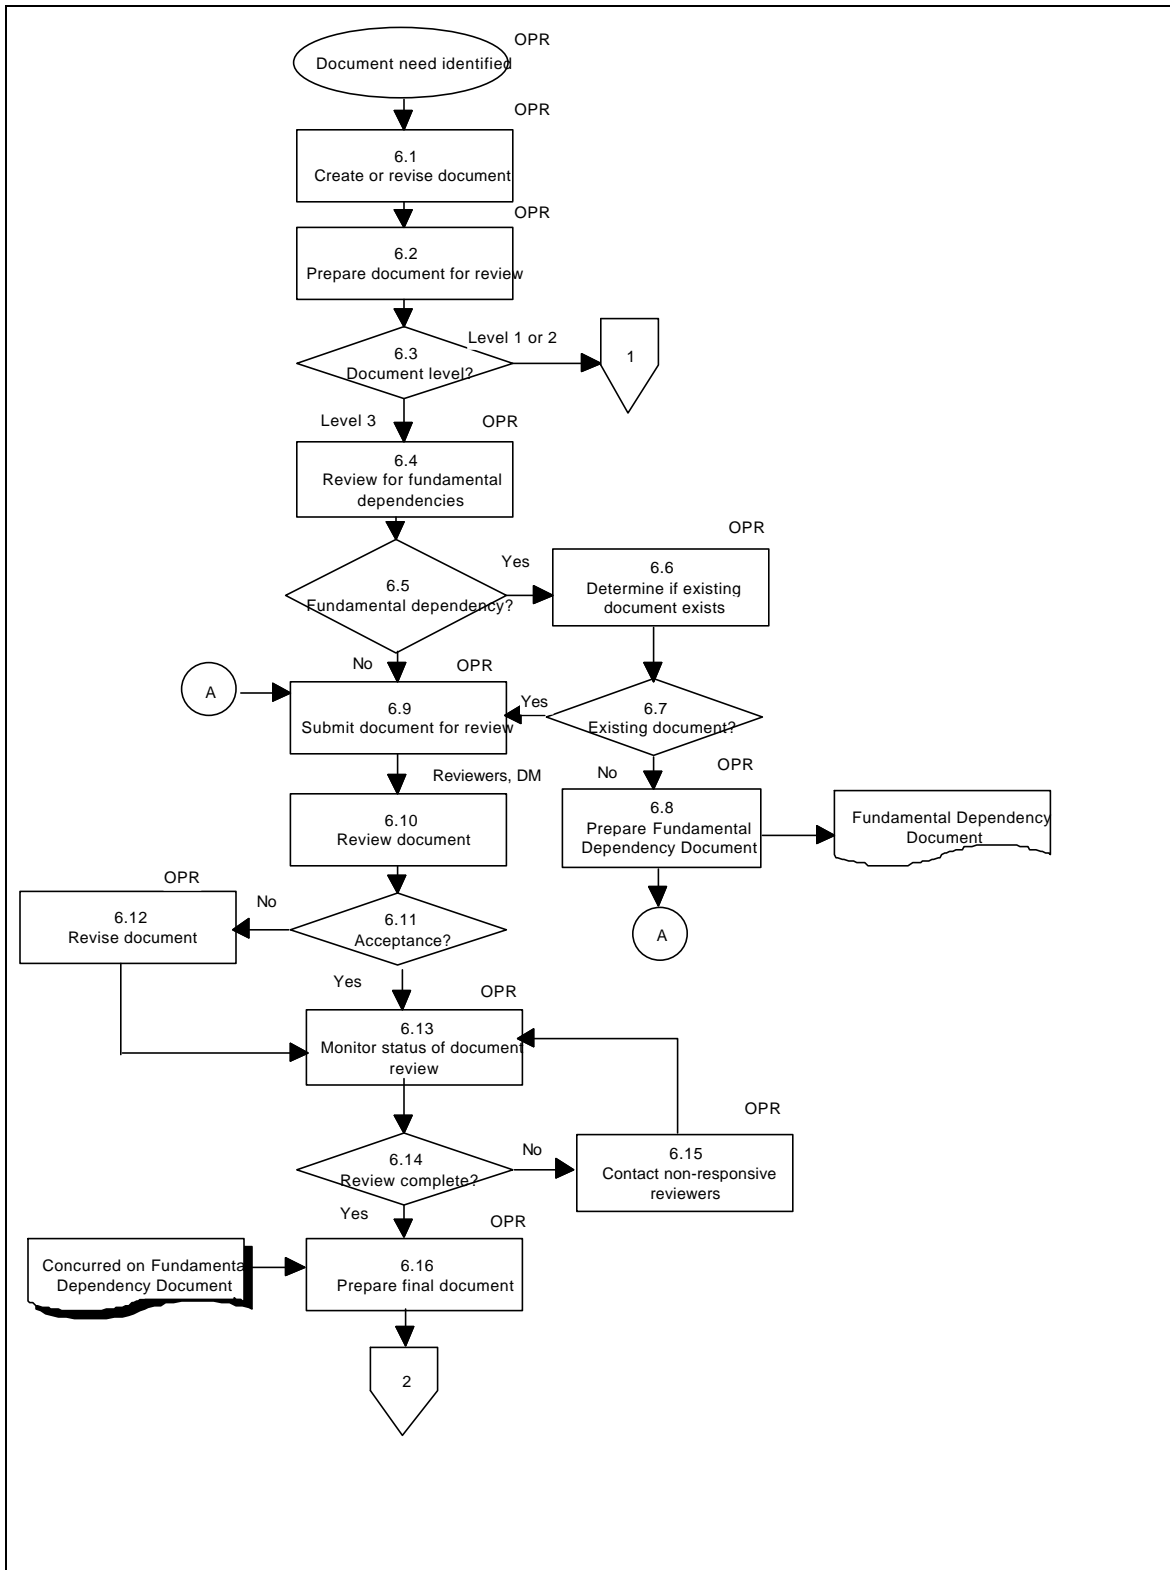 OPR
Document need identified
OPR
6.1
Create or revise document
OPR
6.2
Prepare document for review
Level 1 or 2
6.3
Document level?
1
Level 3
OPR
6.4
Review for fundamental
dependencies
OPR
Yes
6.5
Fundamental dependency?
6.6
Determine if existing
document exists
No
OPR
A
6.9
Submit document for review
Yes
6.7
Existing document?
Reviewers, DM
No
OPR
6.10
Review document
6.8
Prepare Fundamental
Dependency Document
Fundamental Dependency
Document
OPR
No
6.12
Revise document
6.11
Acceptance?
A
Yes
OPR
6.13
Monitor status of document
review
OPR
6.14
Review complete?
No
6.15
Contact non-responsive
reviewers
Yes
OPR
Concurred on Fundamenta
Dependency Document
6.16
Prepare final document
2